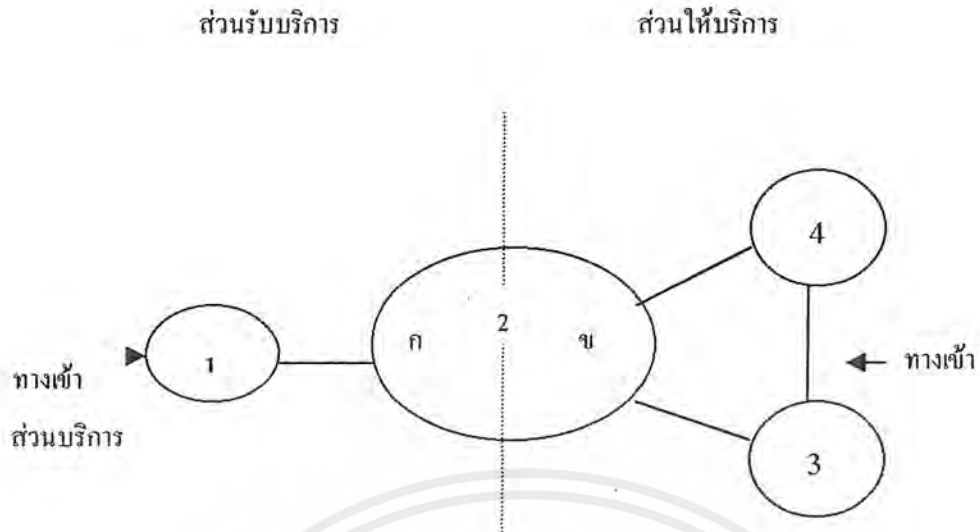 ส่วนรับบริการ
ส่วนให้บริการ
4
2
ก
ข
1
ทางเข้า
ทางเข้า
ส่วนบริการ
3